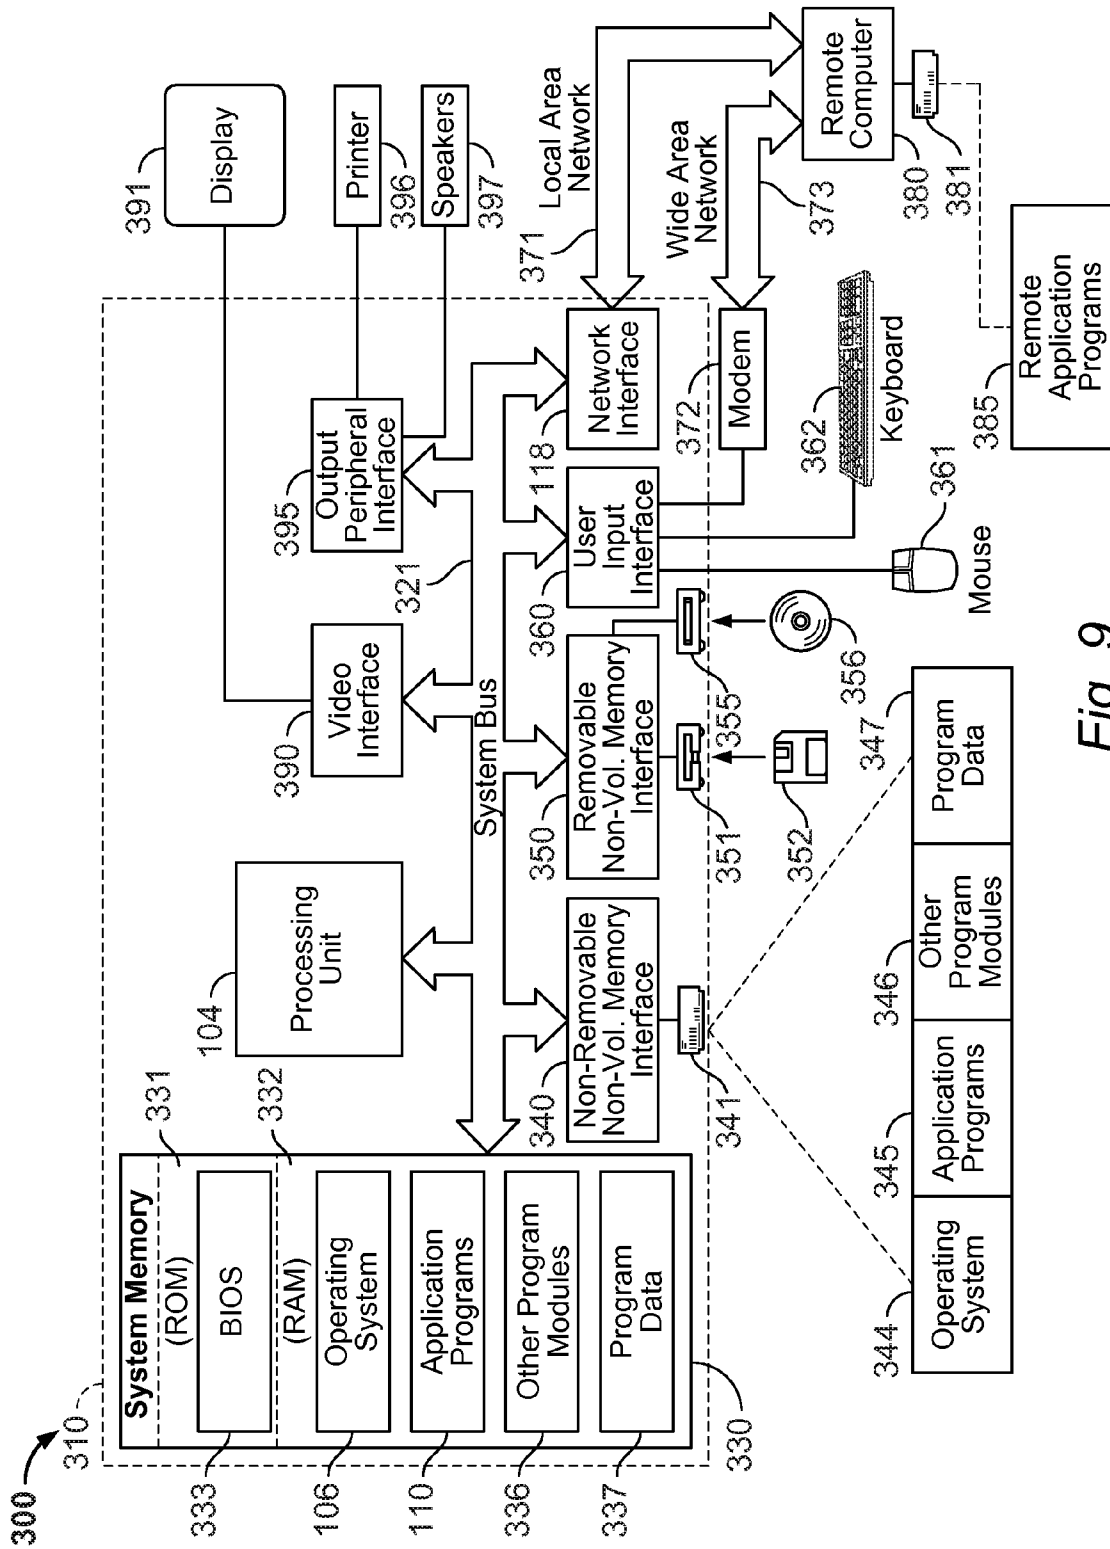 300
310
System Memory
(ROM)
331
BIOS
333
(RAM)
332
Operating
System
106
Application
Programs
110
Other Program
Modules
336
Program
Data
337
330
104
Processing
Unit
390
Video
Interface
395
Output
Peripheral
Interface
391
Display
Printer
396
Speakers
397
System Bus
321
340
Non-Removable
Non-Vol. Memory
Interface
341
350
Removable
Non-Vol. Memory
Interface
351
355
352
356
360
User
Input
Interface
118
Network
Interface
371
Local Area
Network
372
Modem
Wide Area
Network
373
Remote
Computer
380
381
362
Keyboard
361
Mouse
344
Operating
System
345
Application
Programs
346
Other
Program
Modules
347
Program
Data
385
Remote
Application
Programs
Fig. 9